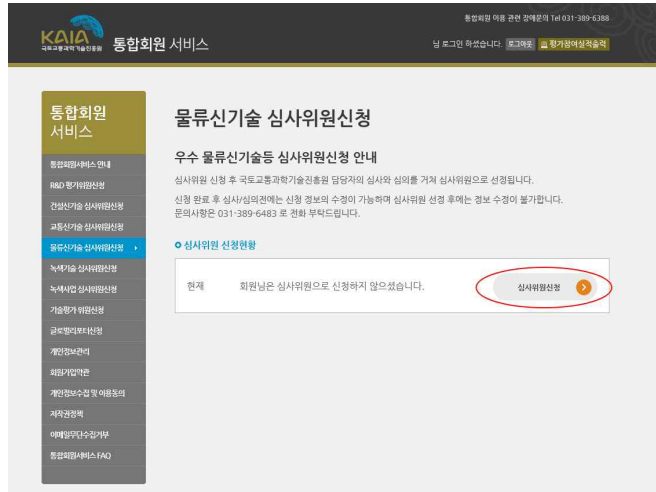 통합회원 이용 관련 장애문의 Tel 031-389-6388
KAIA
국토교통과학기술진흥원
통합회원 서비스
님 로그인 하셨습니다. 로그아웃 평가참여실적출력
통합회원
서비스
통합회원서비스 안내
R&D 평가위원신청
건설신기술 심사위원신청
교통신기술 심사위원신청
물류신기술 심사위원신청
녹색기술 심사위원신청
녹색사업 심사위원신청
기술평가 위원신청
글로벌리포터신청
개인정보관리
회원가입약관
개인정보수집 및 이용동의
저작권정책
이메일무단수집거부
통합회원서비스 FAQ
물류신기술 심사위원신청
우수 물류신기술등 심사위원신청 안내
심사위원 신청 후 국토교통과학기술진흥원 담당자의 심사와 심의를 거쳐 심사위원으로 선정됩니다.
신청 완료 후 심사/심의전에는 신청 정보의 수정이 가능하며 심사위원 선정 후에는 정보 수정이 불가합니다.
문의사항은 031-389-6483 로 전화 부탁드립니다.
심사위원 신청현황
현재 회원님은 심사위원으로 신청하지 않으셨습니다. 심사위원신청